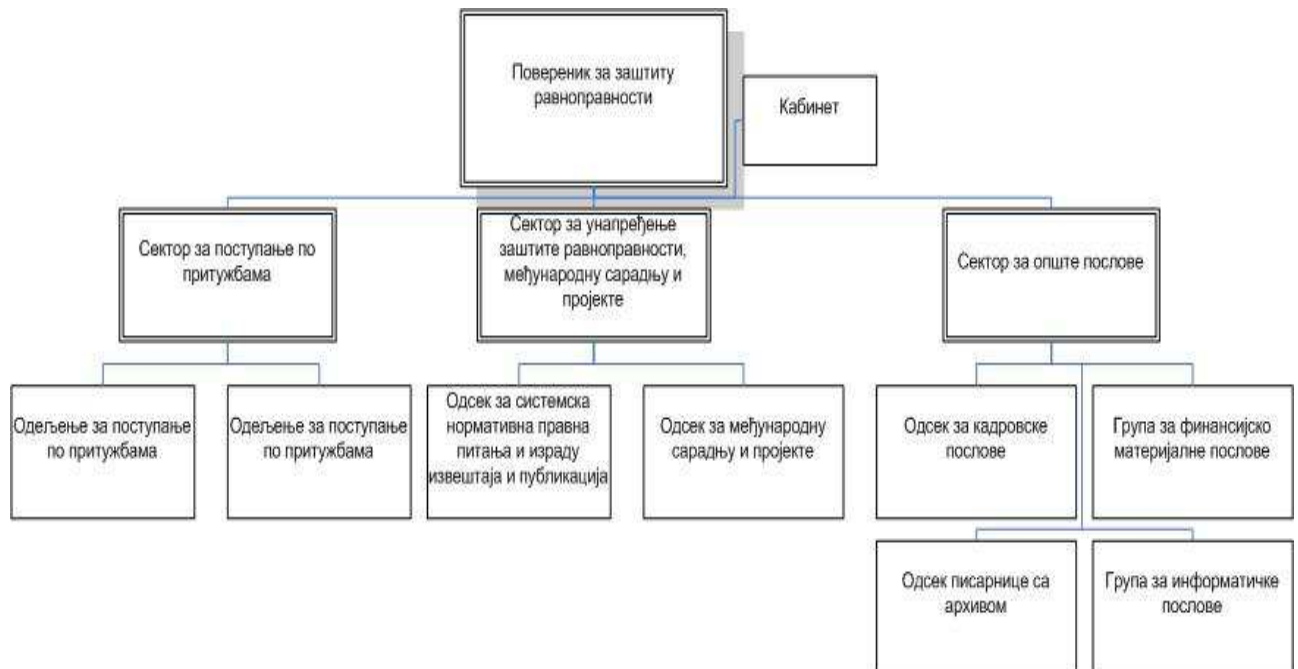 Повереник за заштиту
равноправности
Кабинет
Сектор за поступање по
притужбама
Сектор за унапређење
заштите равноправности,
међународну сарадњу и
пројекте
Сектор за опште послове
Одељење за поступање
по притужбама
Одељење за поступање
по притужбама
Одсек за системска
нормативна правна
питања и израду
извештаја и публикација
Одсек за међународну
сарадњу и пројекте
Одсек за кадровске
послове
Група за финансијско
материјалне послове
Одсек писарнице са
архивом
Група за информатичке
послове